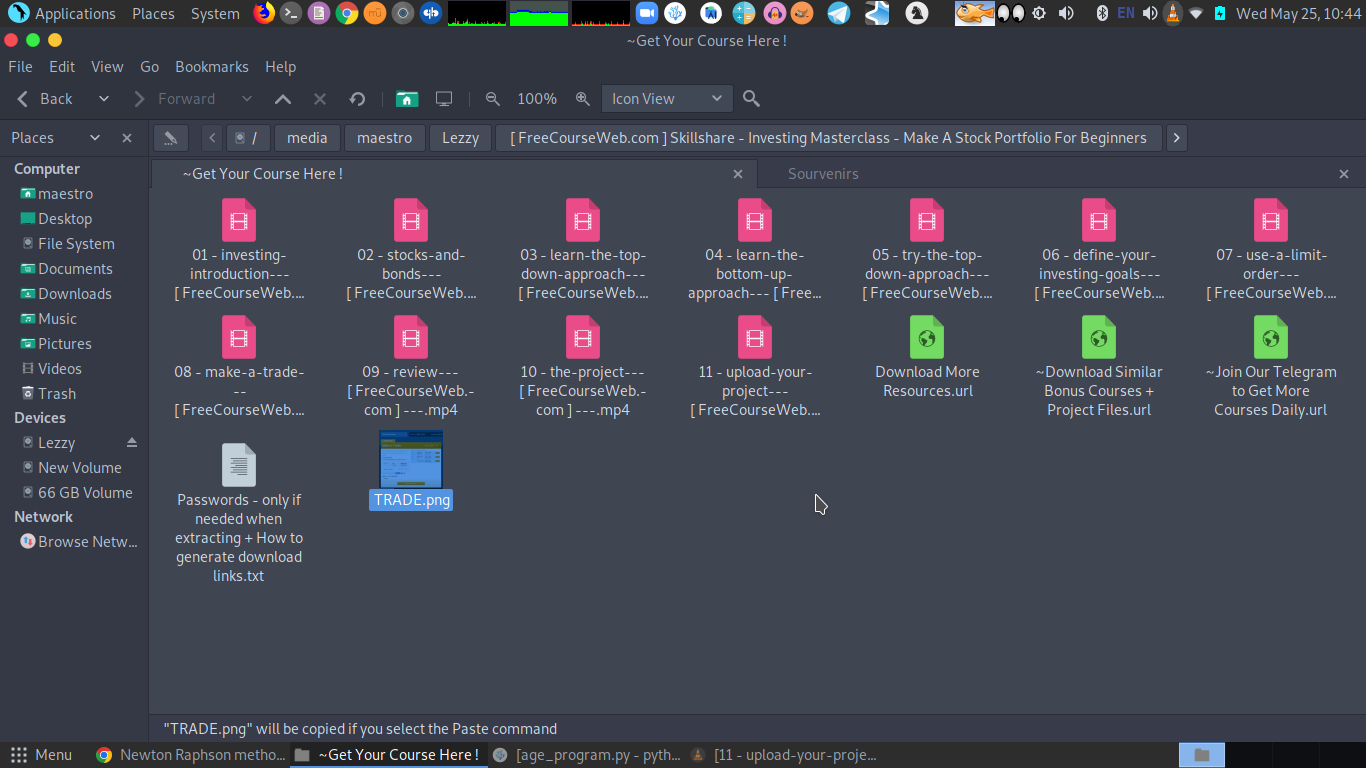 Applications Places System EN Wed May 25, 10:44
~Get Your Course Here !
File Edit View Go Bookmarks Help
Back Forward 100% Icon View
Places / media maestro Lezzy [ FreeCourseWeb.com ] Skillshare - Investing Masterclass - Make A Stock Portfolio For Beginners
~Get Your Course Here ! Sourvenirs
Computer
maestro
Desktop
File System
Documents
Downloads
Music
Pictures
Videos
Trash
Devices
Lezzy
New Volume
66 GB Volume
Network
Browse Netw...
01 - investing-
introduction---
[ FreeCourseWeb....
02 - stocks-and-
bonds---
[ FreeCourseWeb....
03 - learn-the-top-
down-approach---
[ FreeCourseWeb....
04 - learn-the-
bottom-up-
approach--- [ Free...
05 - try-the-top-
down-approach---
[ FreeCourseWeb....
06 - define-your-
investing-goals---
[ FreeCourseWeb....
07 - use-a-limit-
order---
[ FreeCourseWeb....
08 - make-a-trade-
--
[ FreeCourseWeb....
09 - review---
[ FreeCourseWeb.-
com ] ---.mp4
10 - the-project---
[ FreeCourseWeb.-
com ] ---.mp4
11 - upload-your-
project---
[ FreeCourseWeb....
Download More
Resources.url
~Download Similar
Bonus Courses +
Project Files.url
~Join Our Telegram
to Get More
Courses Daily.url
Passwords - only if
needed when
extracting + How to
generate download
links.txt
TRADE.png
"TRADE.png" will be copied if you select the Paste command
Menu Newton Raphson metho... ~Get Your Course Here ! [age_program.py - pyth... [11 - upload-your-proje...